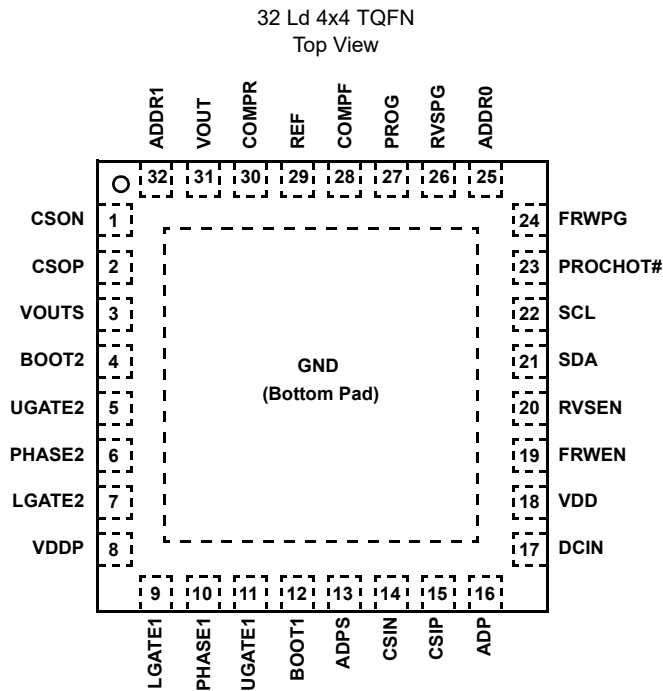 32 Ld 4x4 TQFN
Top View
ADDR1
VOUT
COMPR
REF
COMPF
PROG
RVSPG
ADDR0
32 31 30 29 28 27 26 25
CSON 1
CSOP 2
VOUTS 3
BOOT2 4
UGATE2 5
PHASE2 6
LGATE2 7
VDDP 8
GND
(Bottom Pad)
24 FRWPG
23 PROCHOT#
22 SCL
21 SDA
20 RVSEN
19 FRWEN
18 VDD
17 DCIN
9 10 11 12 13 14 15 16
LGATE1
PHASE1
UGATE1
BOOT1
ADPS
CSIN
CSIP
ADP